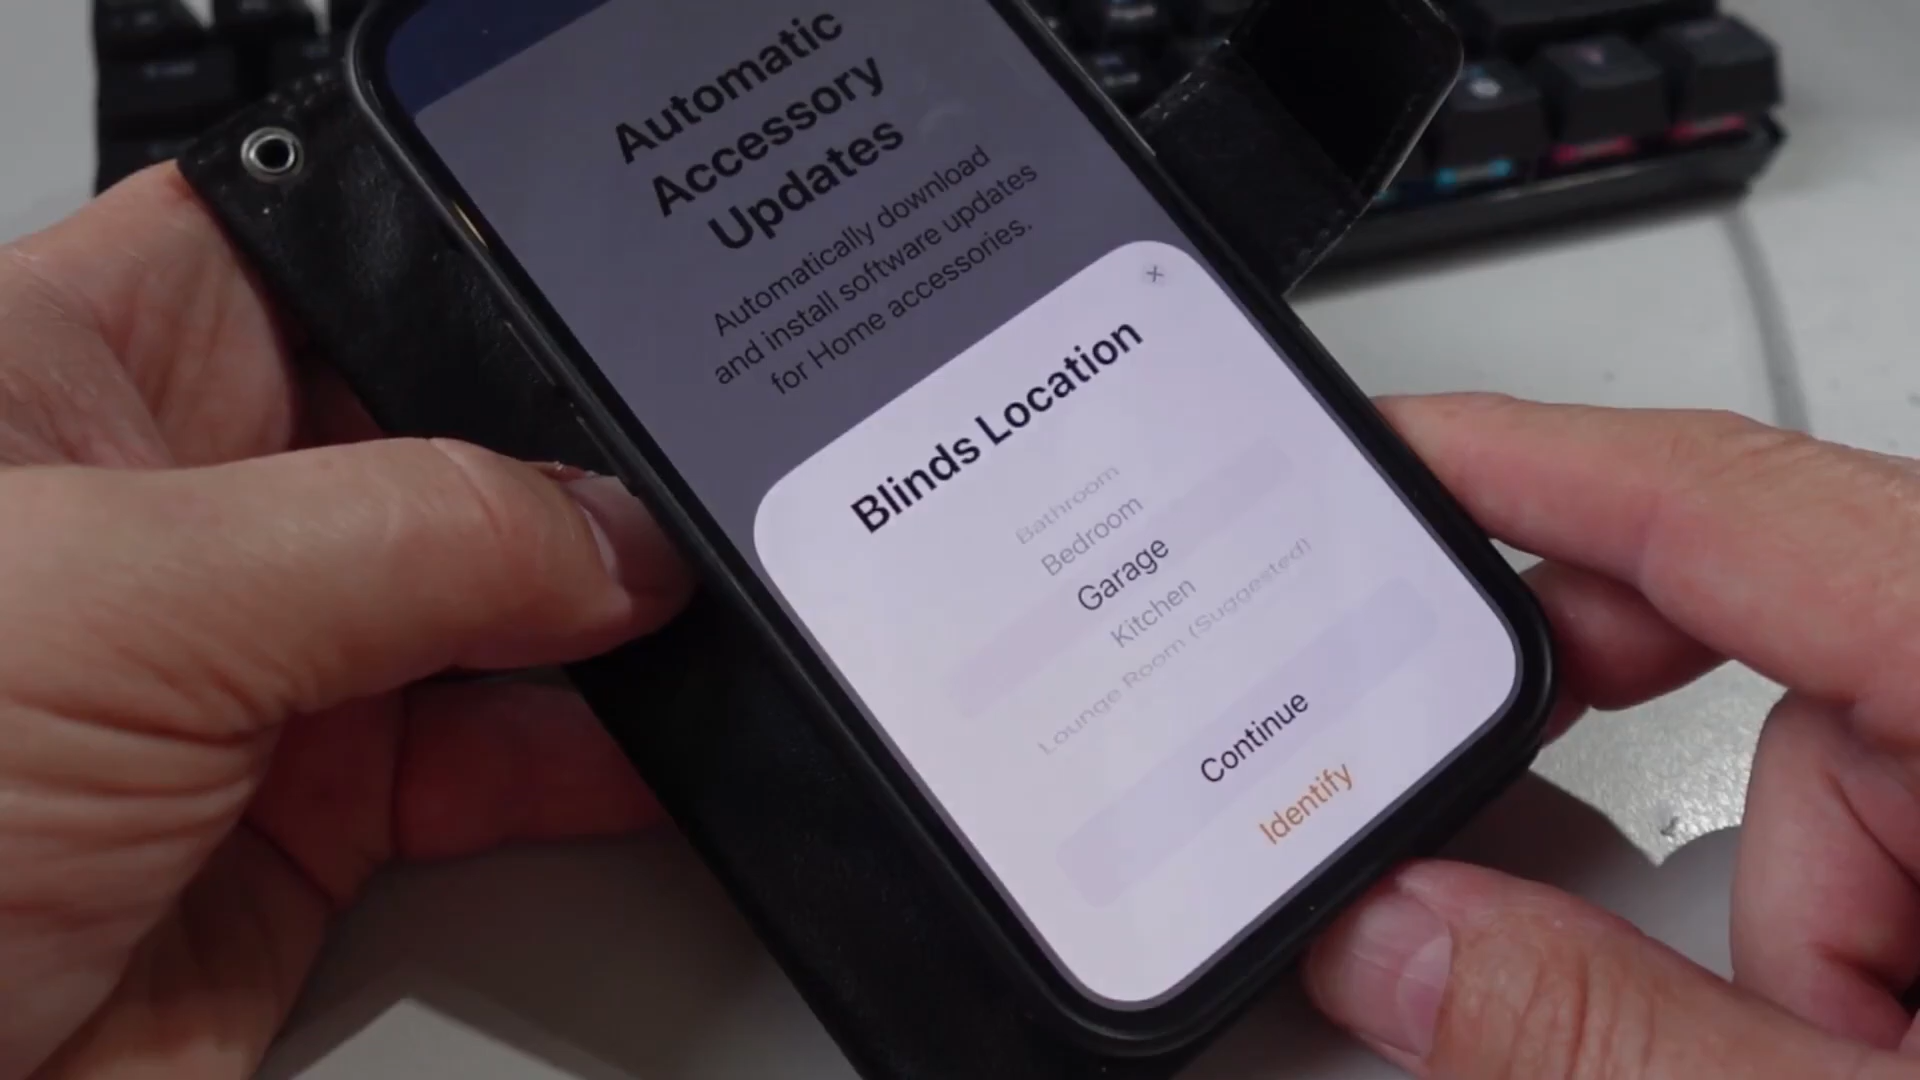 Automatic
Accessory
Updates
Automatically download
and install software updates
for Home accessories.
Blinds Location
Bathroom
Bedroom
Garage
Kitchen
Lounge Room (Suggested)
Continue
Identify